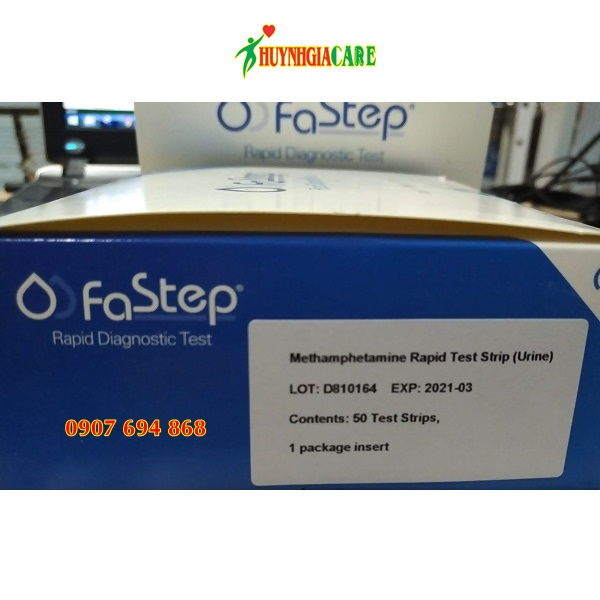 HUYNHGIACARE
FaStep®
Rapid Diagnostic Test
FaStep®
Rapid Diagnostic Test
Methamphetamine Rapid Test Strip (Urine)
LOT: D810164 EXP: 2021-03
Contents: 50 Test Strips,
1 package insert
0907 694 868